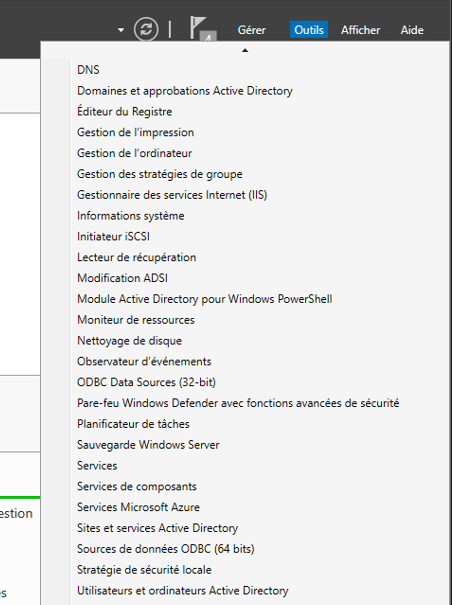 Gérer Outils Afficher Aide
4
DNS
Domaines et approbations Active Directory
Éditeur du Registre
Gestion de l'impression
Gestion de l'ordinateur
Gestion des stratégies de groupe
Gestionnaire des services Internet (IIS)
Informations système
Initiateur iSCSI
Lecteur de récupération
Modification ADSI
Module Active Directory pour Windows PowerShell
Moniteur de ressources
Nettoyage de disque
Observateur d'événements
ODBC Data Sources (32-bit)
Pare-feu Windows Defender avec fonctions avancées de sécurité
Planificateur de tâches
Sauvegarde Windows Server
Services
Services de composants
Services Microsoft Azure
Sites et services Active Directory
estion
Sources de données ODBC (64 bits)
Stratégie de sécurité locale
Utilisateurs et ordinateurs Active Directory